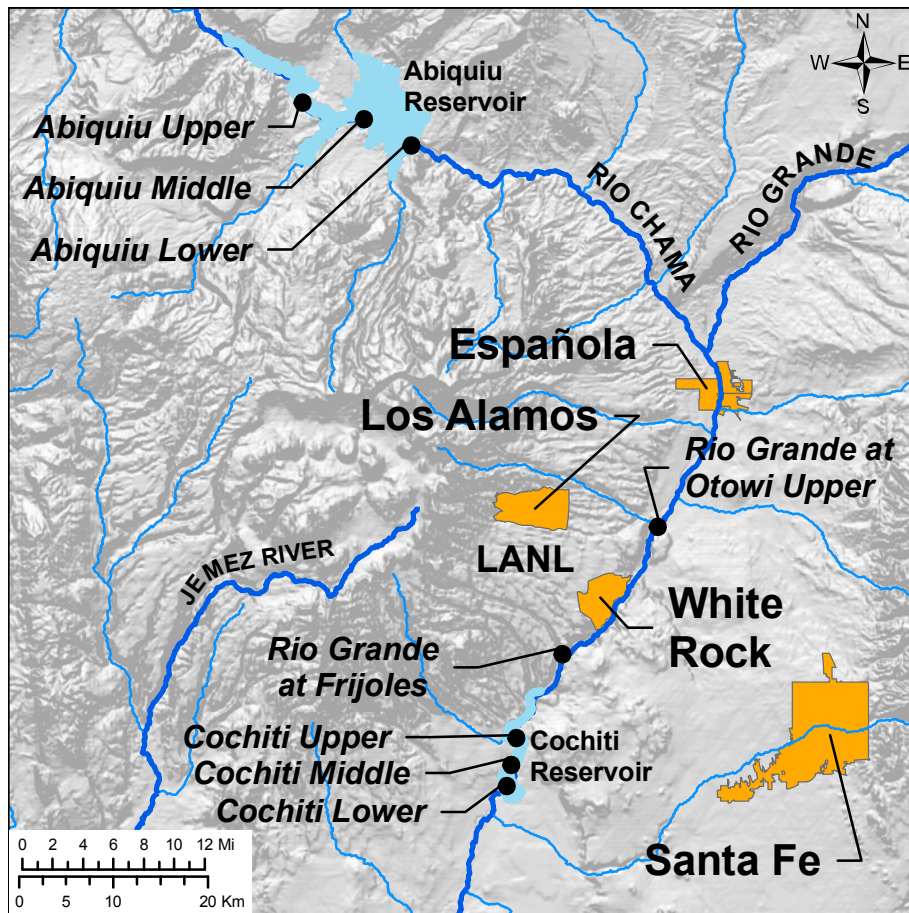 N
W E
S
Abiquiu
Reservoir
Abiquiu Upper
Abiquiu Middle
Abiquiu Lower
RIO CHAMA
RIO GRANDE
Española
Los Alamos
Rio Grande at
Otowi Upper
LANL
JEMEZ RIVER
White
Rock
Rio Grande
at Frijoles
Cochiti Upper
Cochiti Middle
Cochiti Lower
Cochiti
Reservoir
Santa Fe
0 2 4 6 8 10 12 Mi
0 5 10 20 Km